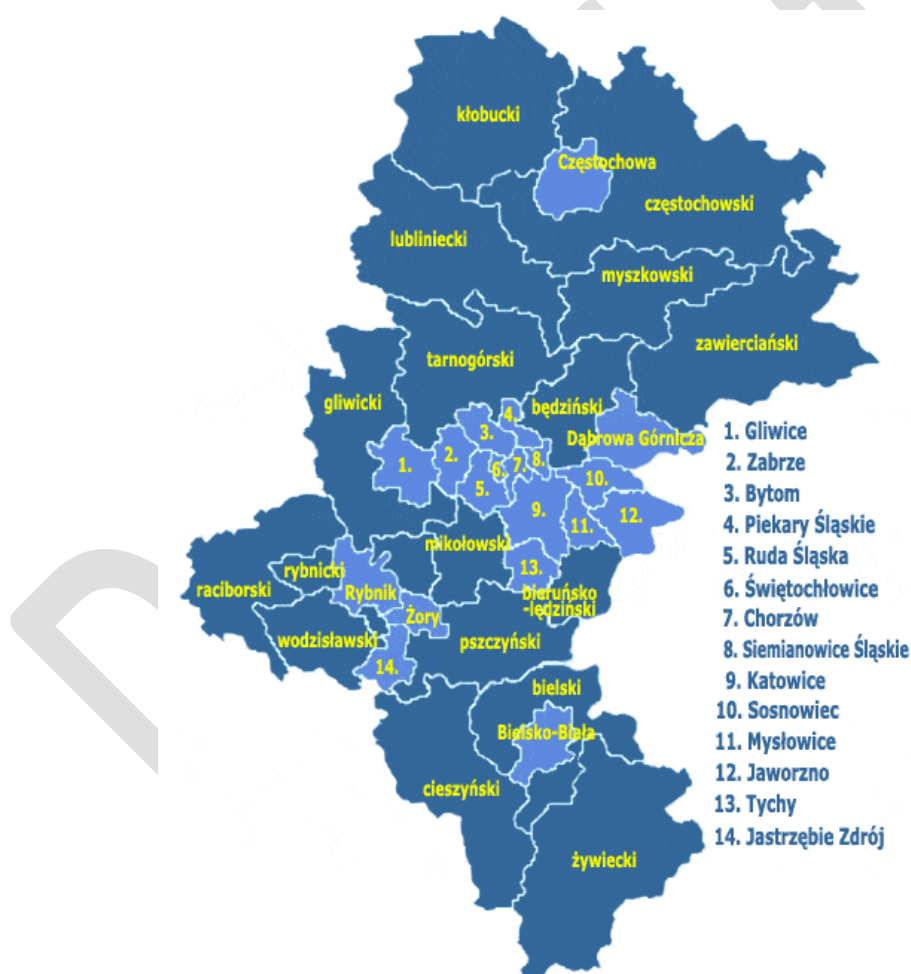 kłobucki
Częstochowa
częstochowski
lubliniecki
myszkowski
zawierciański
tarnogórski
gliwicki
będziński
Dąbrowa Górnicza
4.
3.
2.
1.
8.
7.
6.
5.
10.
9.
11.
12.
mikołowski
13.
rybnicki
raciborski
Rybnik
bieruńsko
-lędziński
Żory
wodzisławski
pszczyński
14.
bielski
Bielsko-Biała
cieszyński
żywiecki
1. Gliwice
2. Zabrze
3. Bytom
4. Piekary Śląskie
5. Ruda Śląska
6. Świętochłowice
7. Chorzów
8. Siemianowice Śląskie
9. Katowice
10. Sosnowiec
11. Mysłowice
12. Jaworzno
13. Tychy
14. Jastrzębie Zdrój